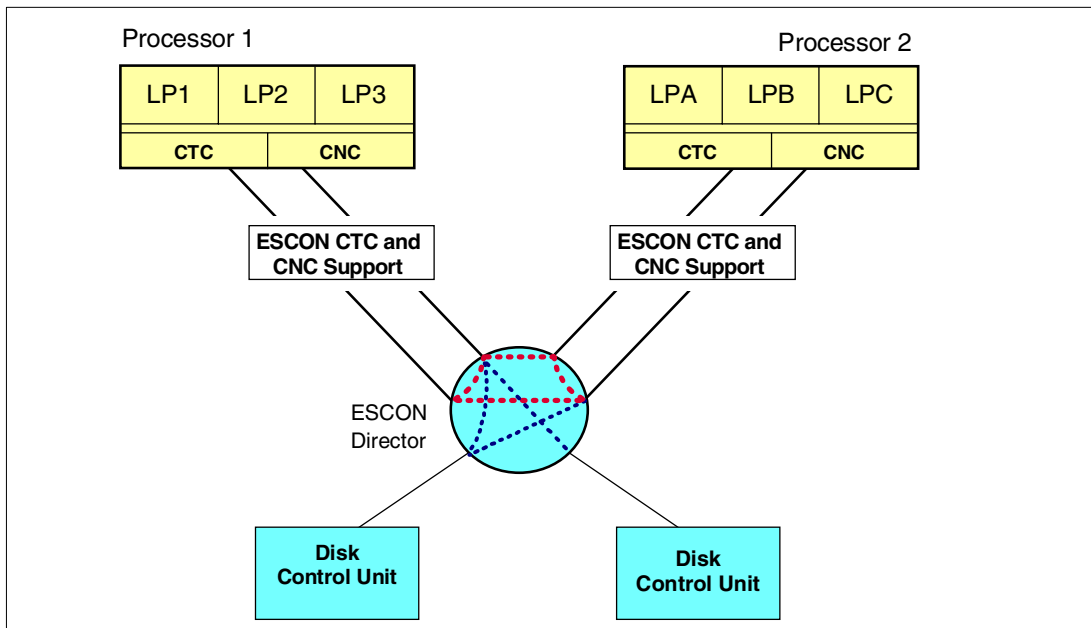 Processor 1
Processor 2
LP1 LP2 LP3
LPA LPB LPC
CTC CNC
CTC CNC
ESCON CTC and
CNC Support
ESCON CTC and
CNC Support
ESCON
Director
Disk
Control Unit
Disk
Control Unit